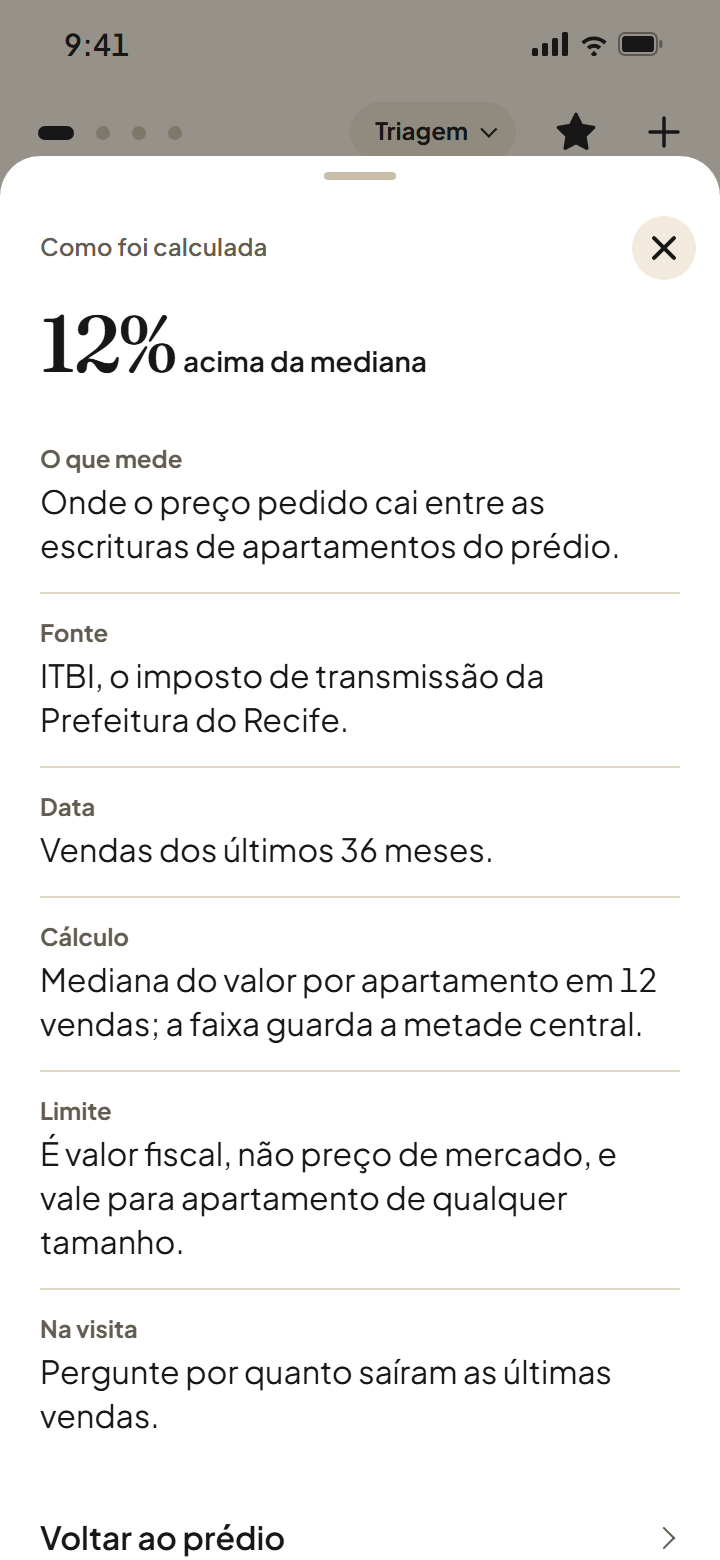 9:41
Triagem
Como foi calculada
12% acima da mediana
O que mede
Onde o preço pedido cai entre as
escrituras de apartamentos do prédio.
Fonte
ITBI, o imposto de transmissão da
Prefeitura do Recife.
Data
Vendas dos últimos 36 meses.
Cálculo
Mediana do valor por apartamento em 12
vendas; a faixa guarda a metade central.
Limite
É valor fiscal, não preço de mercado, e
vale para apartamento de qualquer
tamanho.
Na visita
Pergunte por quanto saíram as últimas
vendas.
Voltar ao prédio